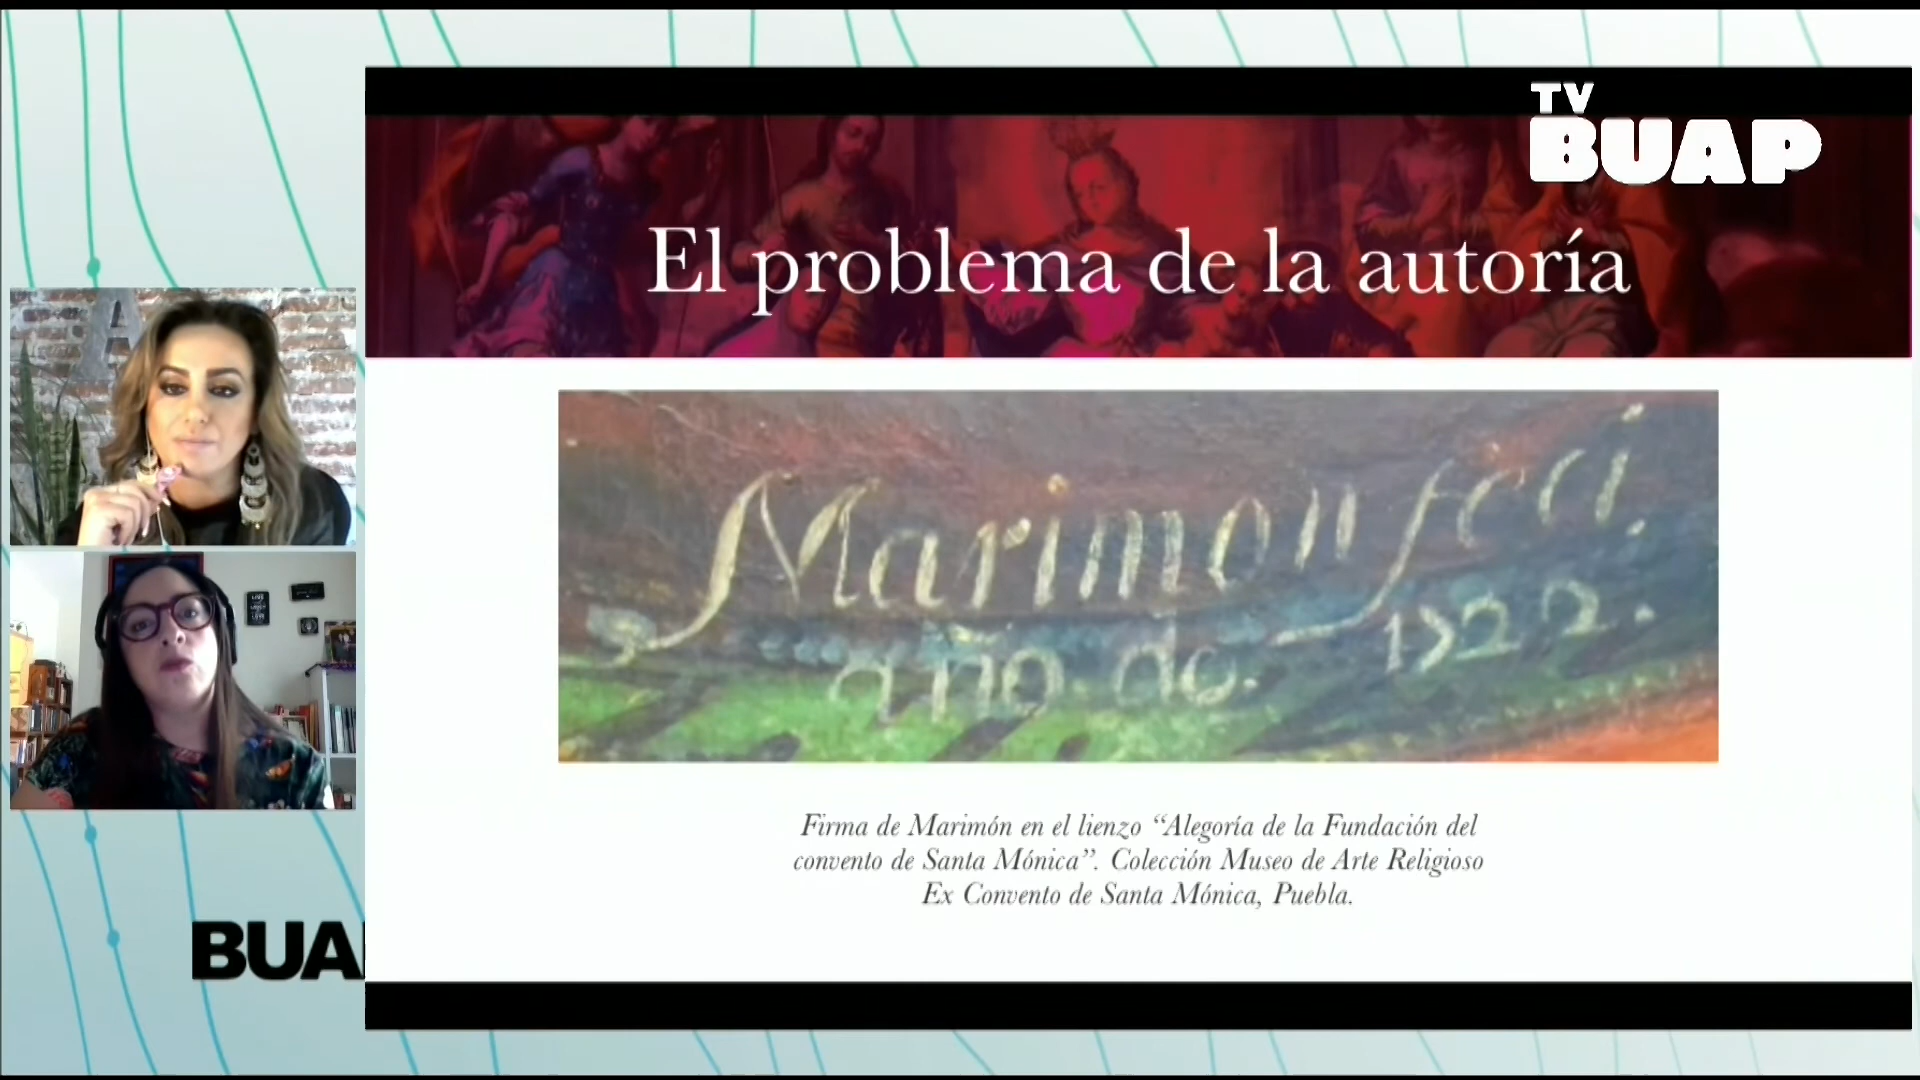 TV
BUAP
El problema de la autoría
Marimon feci.
año de. 1722.
Firma de Marimón en el lienzo “Alegoría de la Fundación del
convento de Santa Mónica”. Colección Museo de Arte Religioso
Ex Convento de Santa Mónica, Puebla.
A
BUA